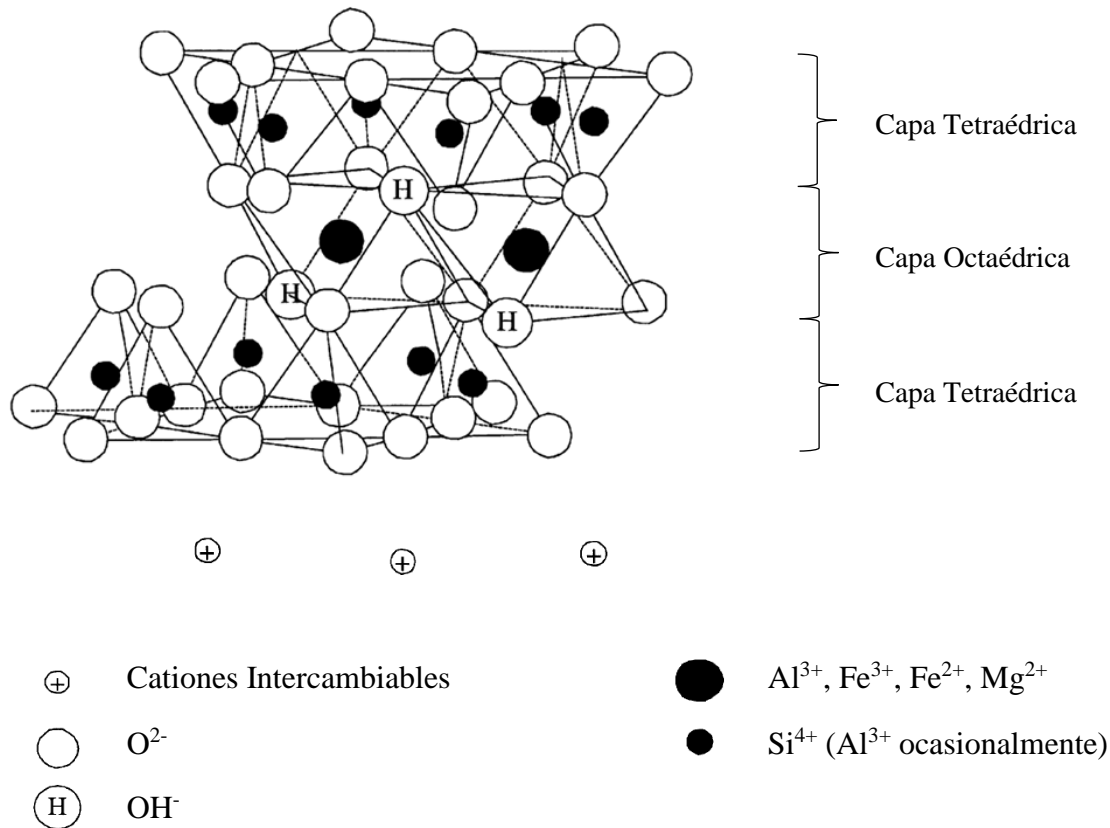 Capa Tetraédrica
H
Capa Octaédrica
H
H
Capa Tetraédrica
+ + +
+ Cationes Intercambiables
O²⁻
H OH⁻
Al³⁺, Fe³⁺, Fe²⁺, Mg²⁺
Si⁴⁺ (Al³⁺ ocasionalmente)